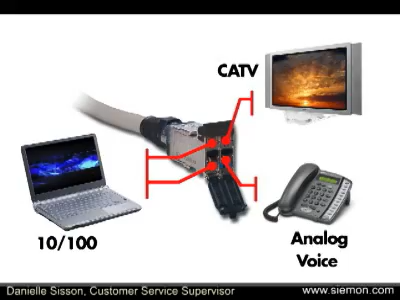 CATV
10/100
Analog
Voice
Danielle Sisson, Customer Service Supervisor
www.siemon.com